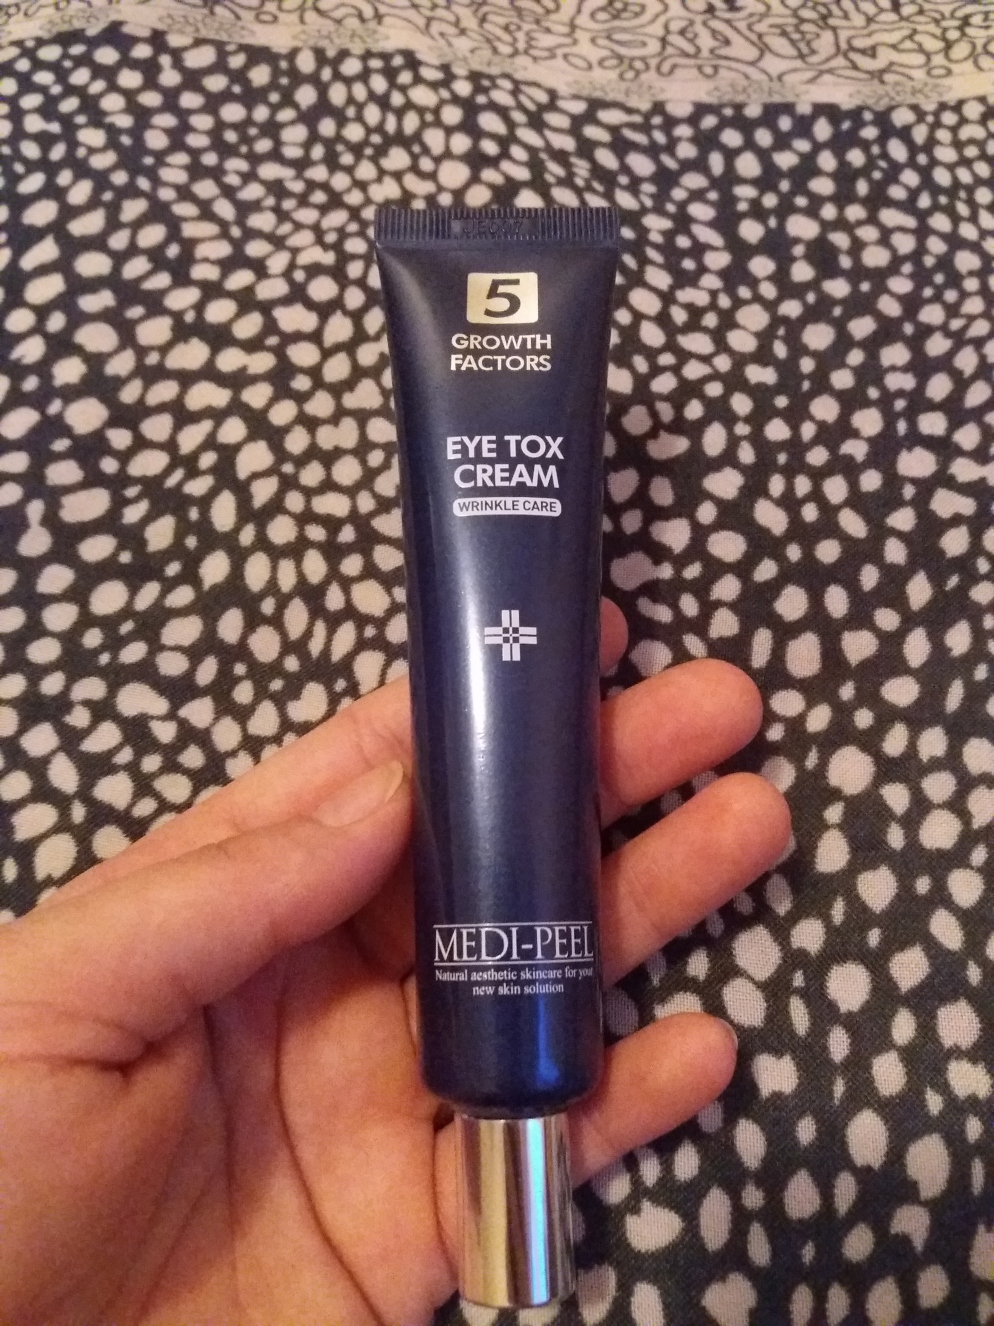 5
GROWTH
FACTORS
EYE TOX
CREAM
WRINKLE CARE
MEDI-PEEL
Natural aesthetic skincare for your
new skin solution